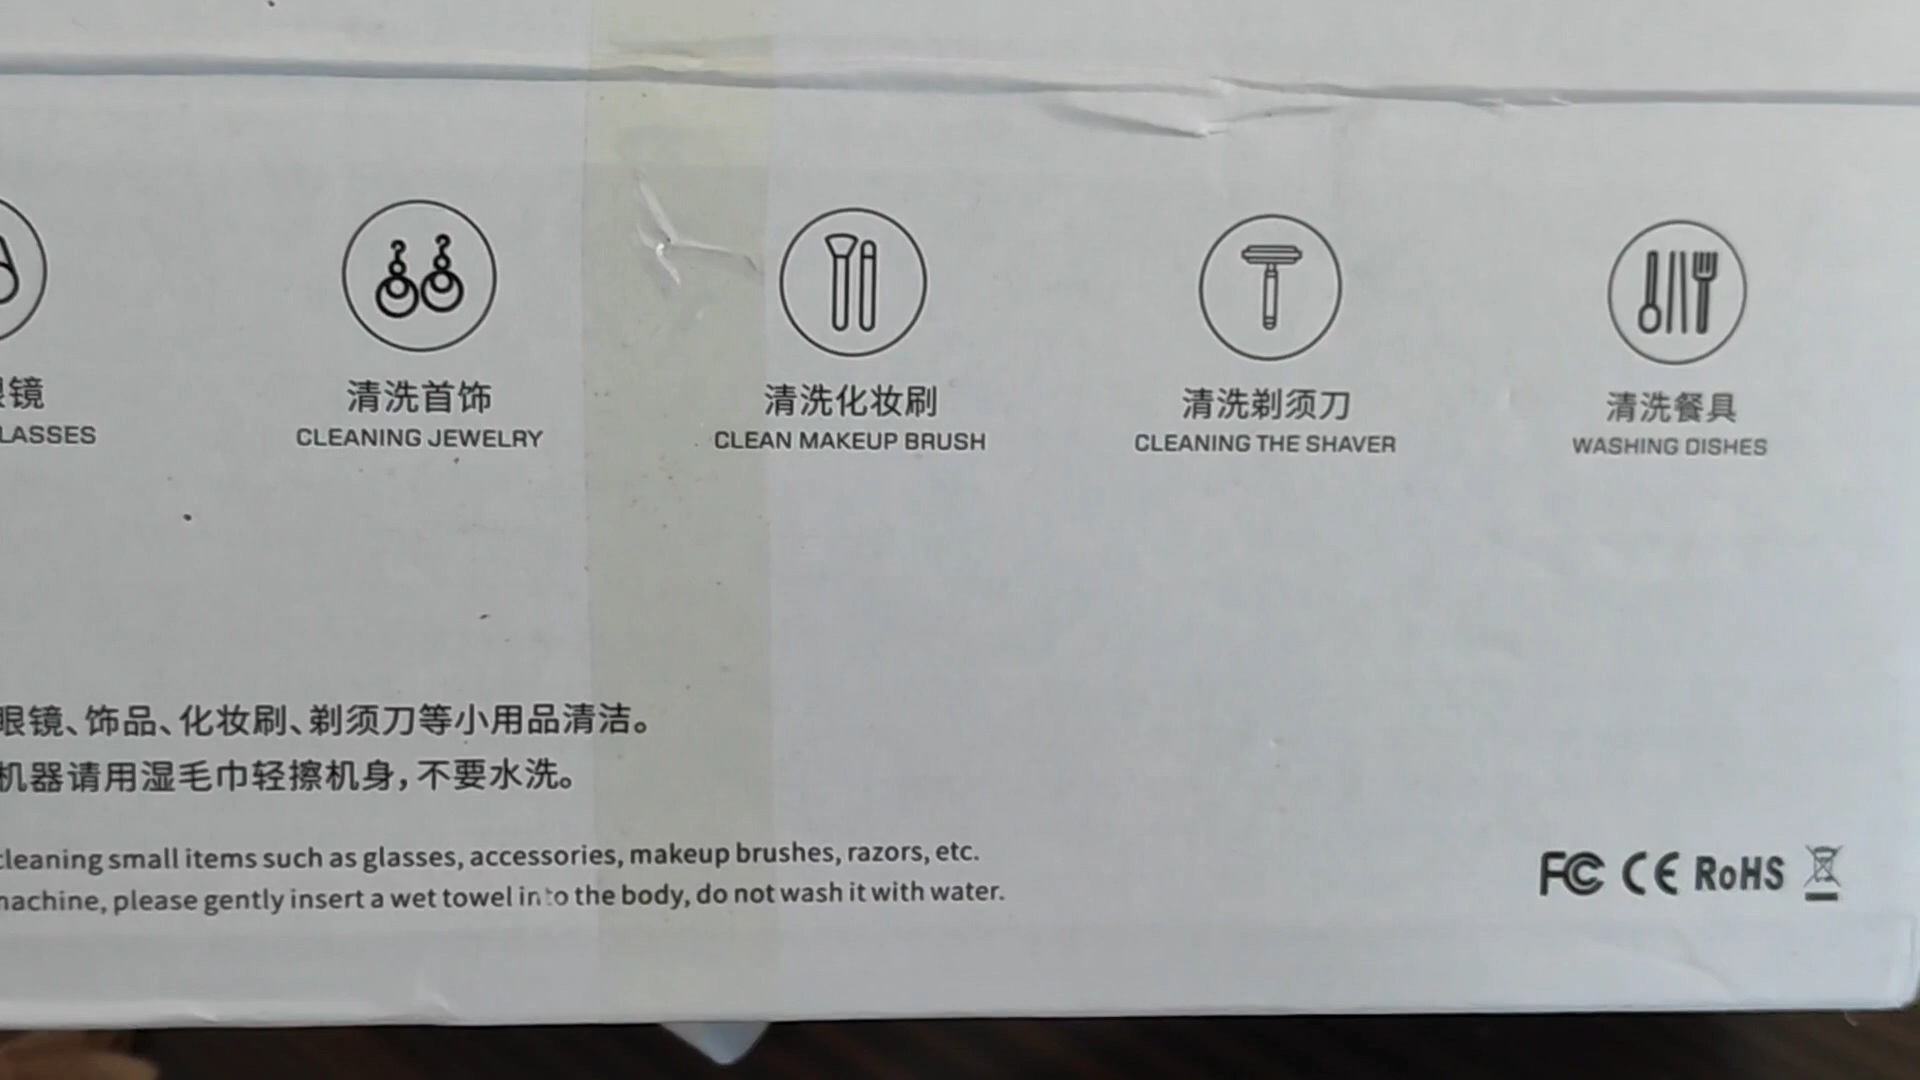 镜
LASSES
清洗首饰
CLEANING JEWELRY
清洗化妆刷
CLEAN MAKEUP BRUSH
清洗剃须刀
CLEANING THE SHAVER
清洗餐具
WASHING DISHES
眼镜、饰品、化妆刷、剃须刀等小用品清洁。
机器请用湿毛巾轻擦机身，不要水洗。
cleaning small items such as glasses, accessories, makeup brushes, razors, etc.
machine, please gently insert a wet towel into the body, do not wash it with water.
FC CE RoHS